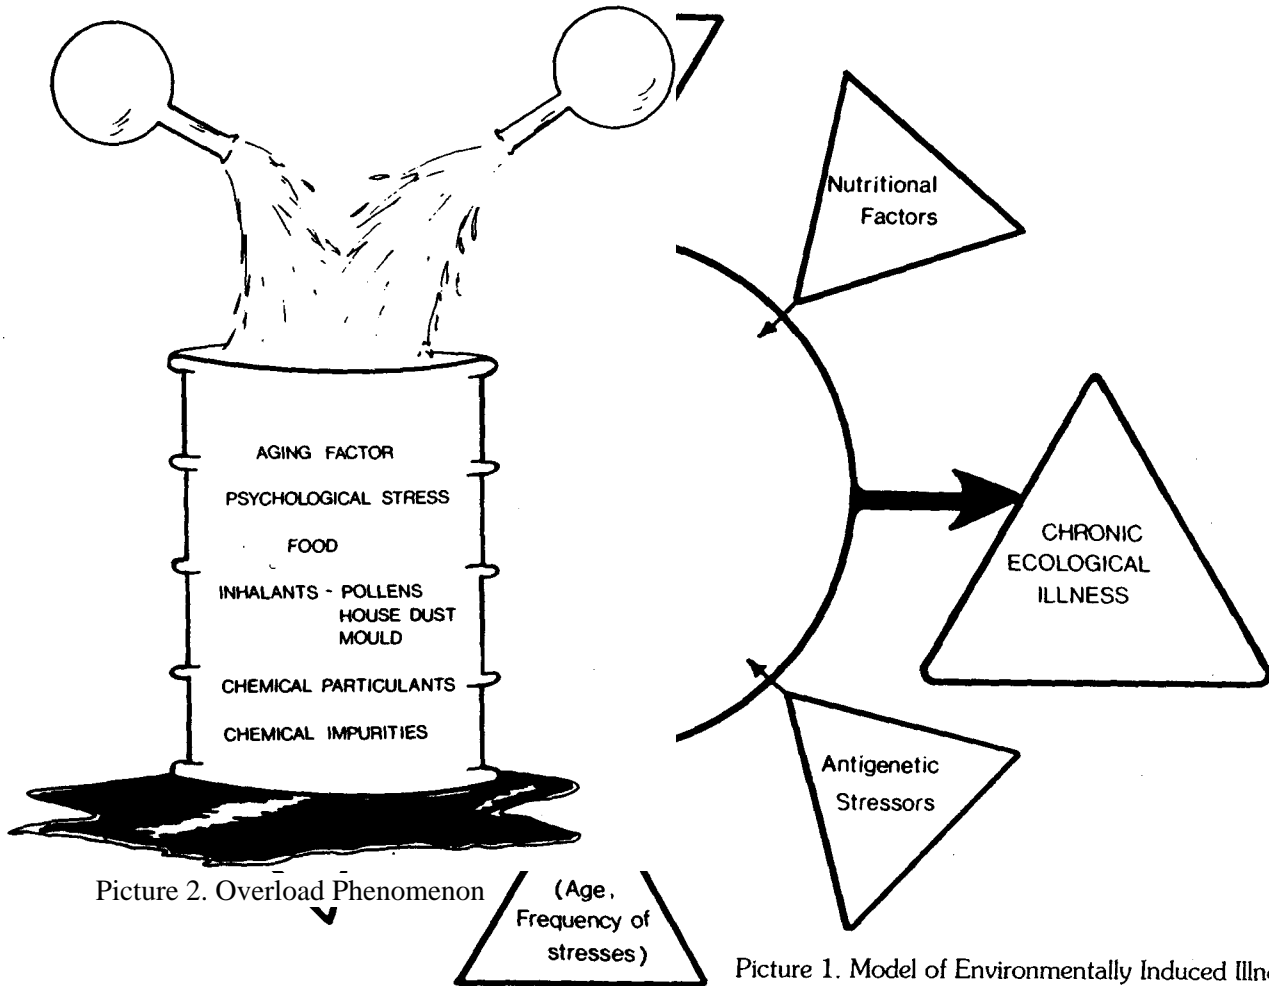 Nutritional
Factors
AGING FACTOR
PSYCHOLOGICAL STRESS
FOOD
INHALANTS - POLLENS
HOUSE DUST
MOULD
CHEMICAL PARTICULANTS
CHEMICAL IMPURITIES
CHRONIC
ECOLOGICAL
ILLNESS
Antigenetic
Stressors
Picture 2. Overload Phenomenon
(Age,
Frequency of
stresses)
Picture 1. Model of Environmentally Induced